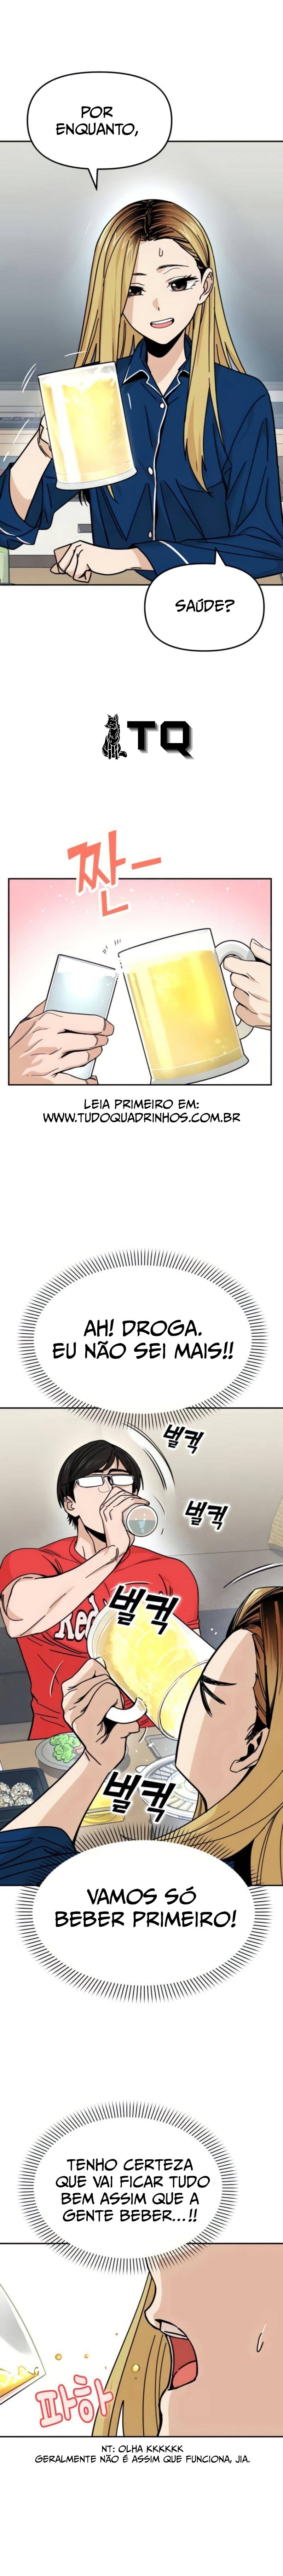 POR
ENQUANTO,
SAÚDE?
TQ
짠—
LEIA PRIMEIRO EM:
WWW.TUDOQUADRINHOS.COM.BR
AH! DROGA.
EU NÃO SEI MAIS!!
벌컥
벌컥
벌컥
Red
벌컥
VAMOS SÓ
BEBER PRIMEIRO!
TENHO CERTEZA
QUE VAI FICAR TUDO
BEM ASSIM QUE A
GENTE BEBER...!!
파하
NT: OLHA KKKKKK
GERALMENTE NÃO É ASSIM QUE FUNCIONA, JIA.